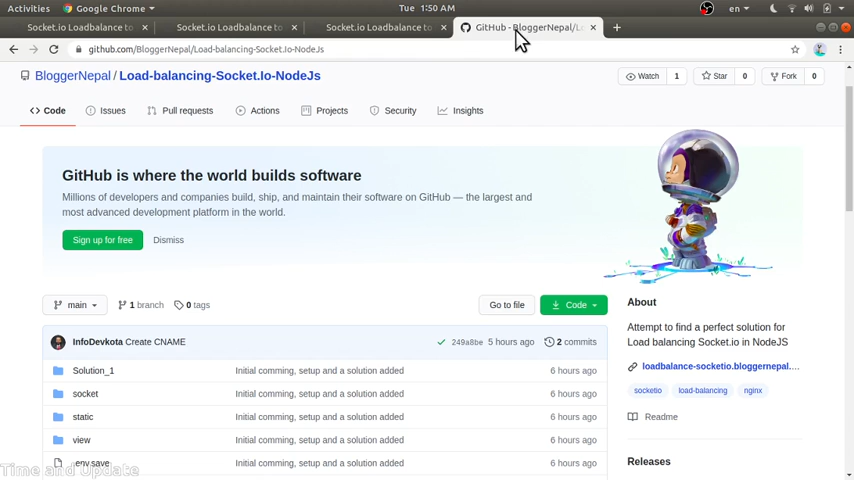 Activities Google Chrome Tue 1:50 AM en
Socket.io Loadbalance to Socket.io Loadbalance to Socket.io Loadbalance to GitHub - BloggerNepal/Lo
github.com/BloggerNepal/Load-balancing-Socket.Io-NodeJs
BloggerNepal / Load-balancing-Socket.Io-NodeJs Watch 1 Star 0 Fork 0
Code Issues Pull requests Actions Projects Security Insights
GitHub is where the world builds software
Millions of developers and companies build, ship, and maintain their software on GitHub — the largest and
most advanced development platform in the world.
Sign up for free Dismiss
main 1 branch 0 tags Go to file Code
About
Attempt to find a perfect solution for
Load balancing Socket.io in NodeJS
loadbalance-socketio.bloggernepal....
socketio load-balancing nginx
Readme
Releases
InfoDevkota Create CNAME 249a8be 5 hours ago 2 commits
Solution_1 Initial comming, setup and a solution added 6 hours ago
socket Initial comming, setup and a solution added 6 hours ago
static Initial comming, setup and a solution added 6 hours ago
view Initial comming, setup and a solution added 6 hours ago
.env.save Initial comming, setup and a solution added 6 hours ago
Time and Update